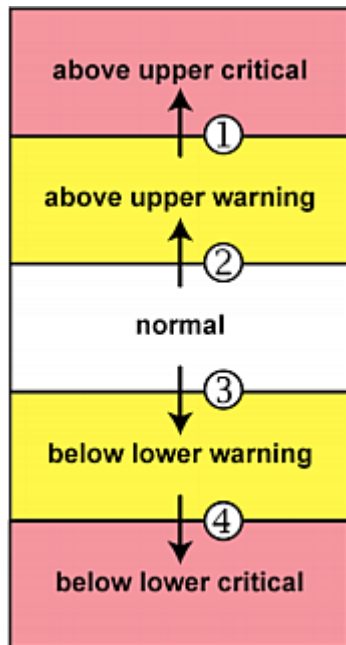 above upper critical
①
above upper warning
②
normal
③
below lower warning
④
below lower critical